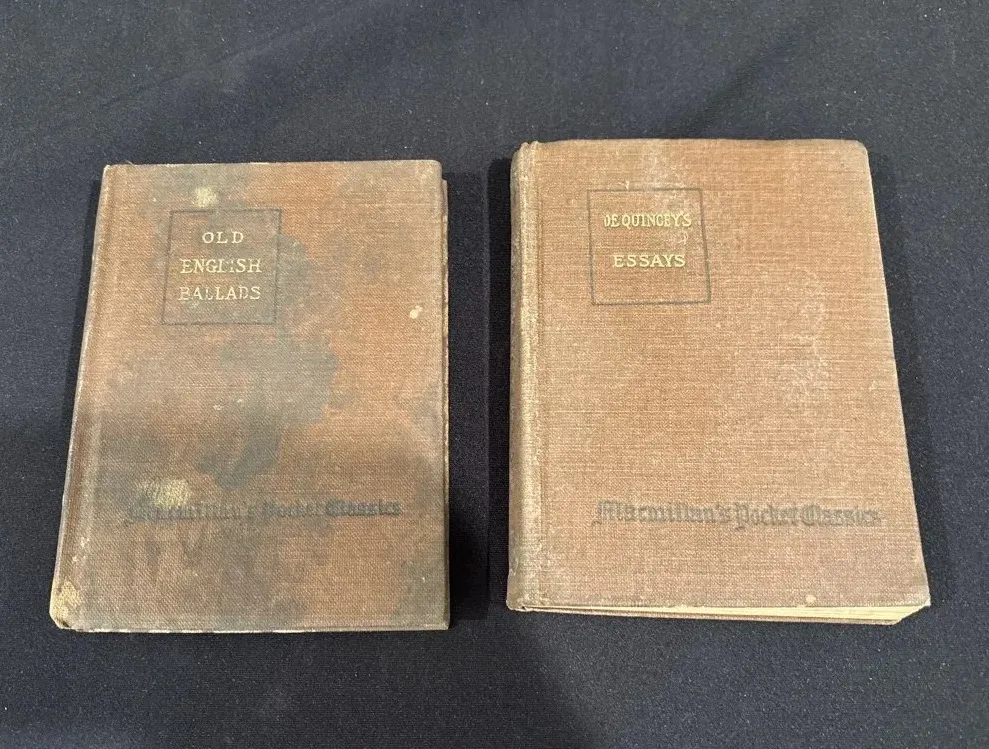 OLD
ENGLISH
BALLADS
Macmillan's Pocket Classics
DE QUINCEY'S
ESSAYS
Macmillan's Pocket Classics